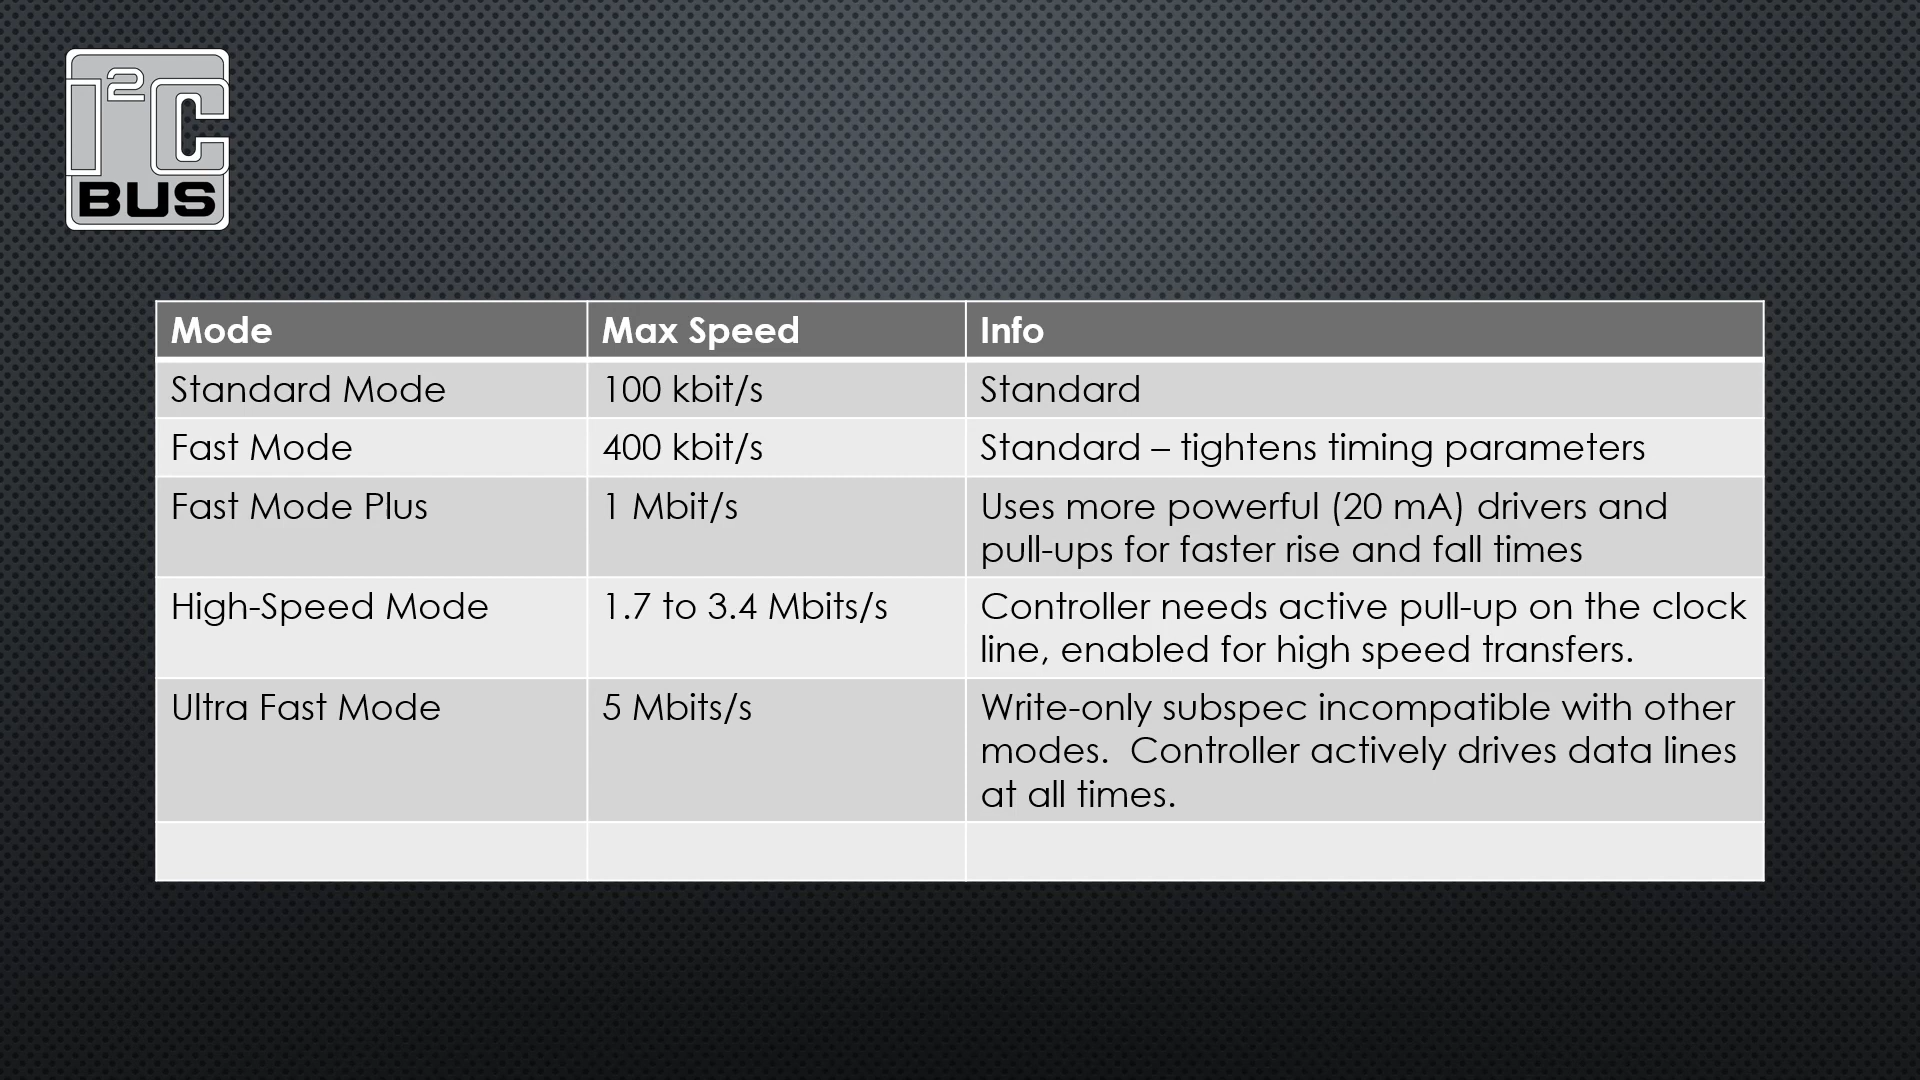 I²C
BUS
Mode Max Speed Info
Standard Mode 100 kbit/s Standard
Fast Mode 400 kbit/s Standard – tightens timing parameters
Fast Mode Plus 1 Mbit/s Uses more powerful (20 mA) drivers and
pull-ups for faster rise and fall times
High-Speed Mode 1.7 to 3.4 Mbits/s Controller needs active pull-up on the clock
line, enabled for high speed transfers.
Ultra Fast Mode 5 Mbits/s Write-only subspec incompatible with other
modes.  Controller actively drives data lines
at all times.